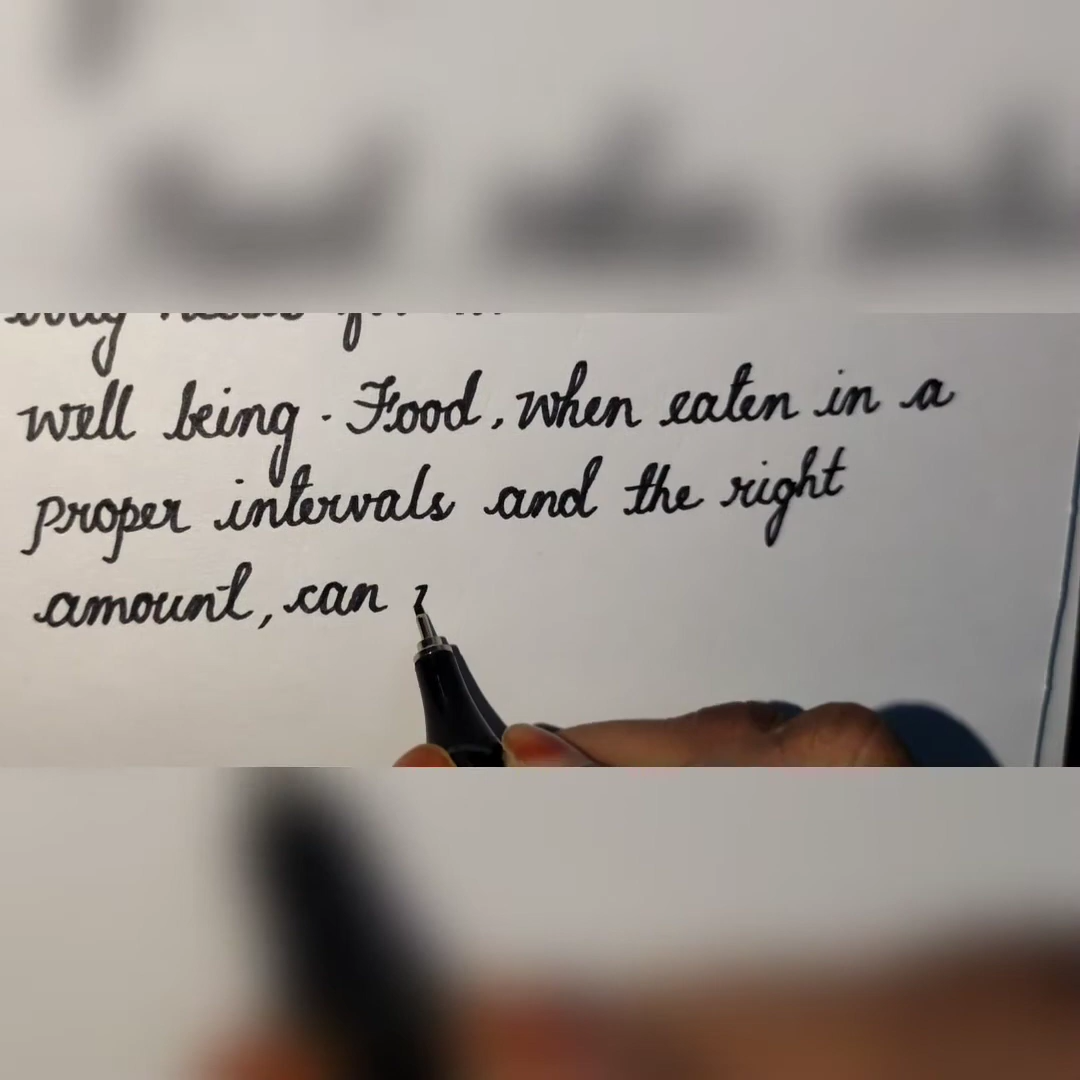 well being. Food, when eaten in a
proper intervals and the right
amount, can